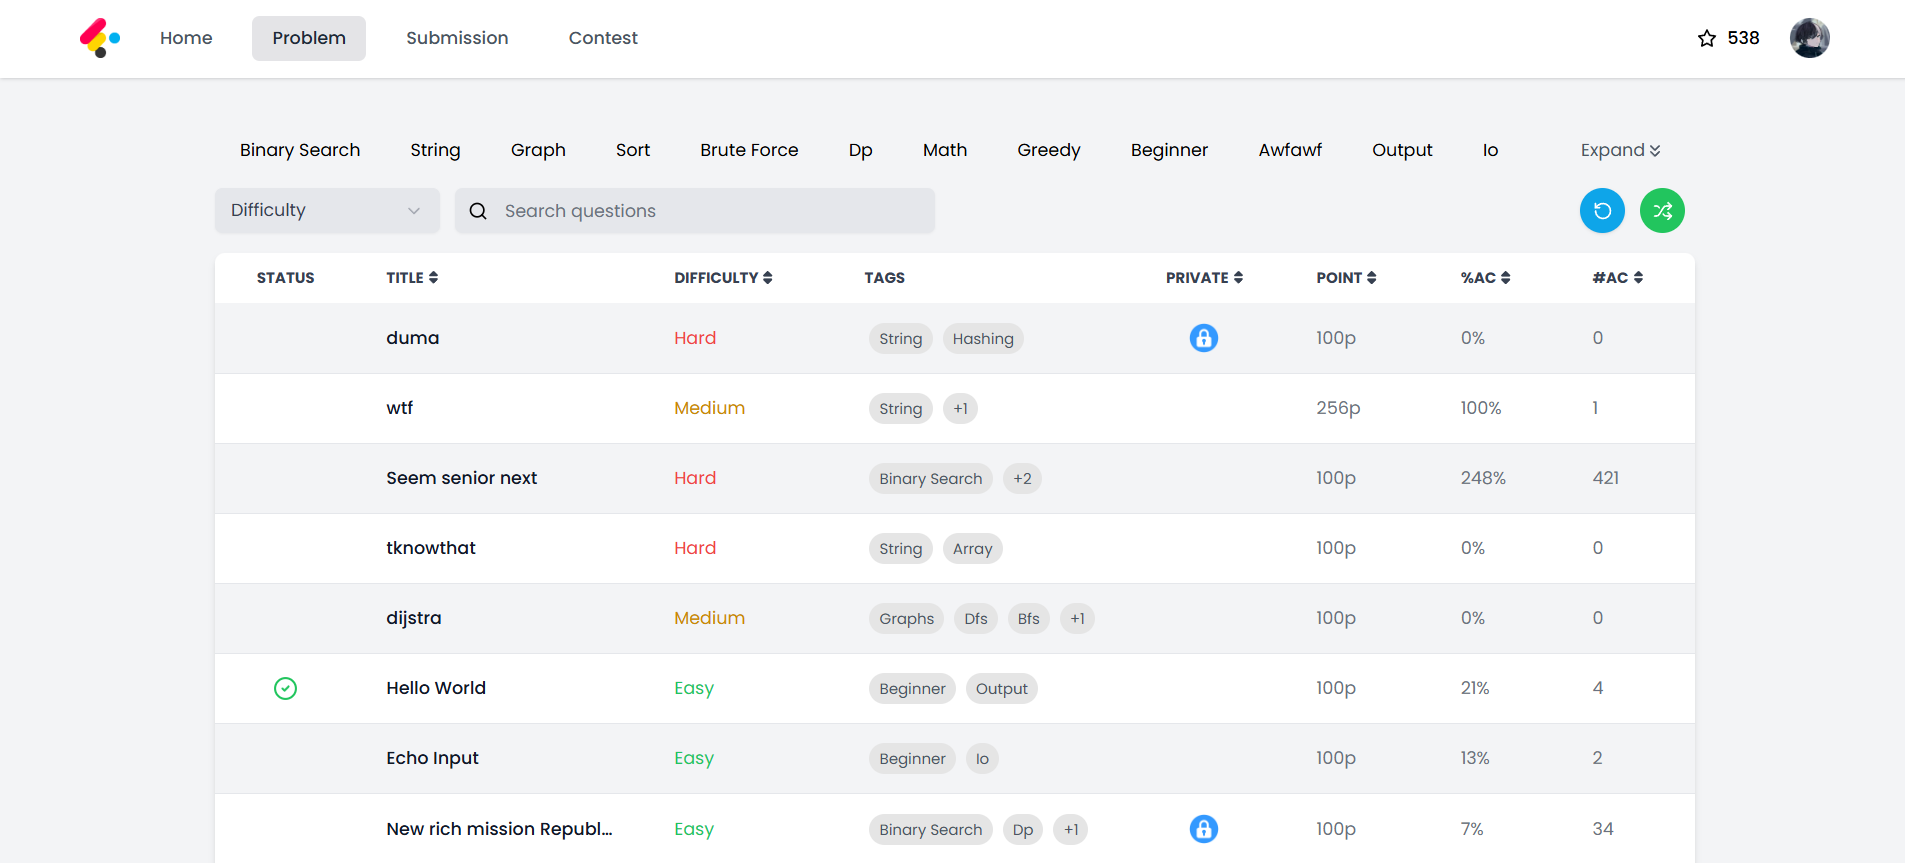 Home Problem Submission Contest 538
Binary Search String Graph Sort Brute Force Dp Math Greedy Beginner Awfawf Output Io Expand
Difficulty Search questions
STATUS TITLE DIFFICULTY TAGS PRIVATE POINT %AC #AC
duma Hard String Hashing 100p 0% 0
wtf Medium String +1 256p 100% 1
Seem senior next Hard Binary Search +2 100p 248% 421
tknowthat Hard String Array 100p 0% 0
dijstra Medium Graphs Dfs Bfs +1 100p 0% 0
Hello World Easy Beginner Output 100p 21% 4
Echo Input Easy Beginner Io 100p 13% 2
New rich mission Republ... Easy Binary Search Dp +1 100p 7% 34